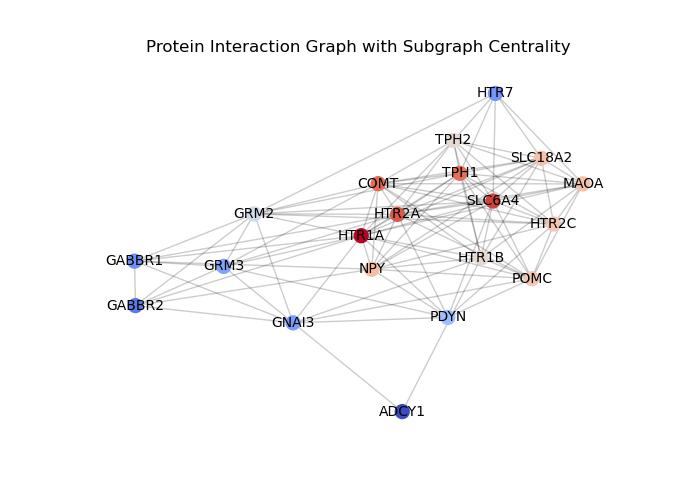 Protein Interaction Graph with Subgraph Centrality
HTR7
TPH2
SLC18A2
TPH1
COMT
MAOA
SLC6A4
GRM2
HTR2A
HTR2C
HTR1A
HTR1B
GABBR1
GRM3
NPY
POMC
GABBR2
PDYN
GNAI3
ADCY1